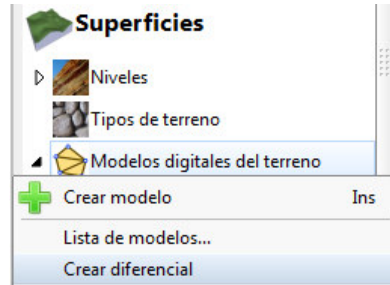 Superficies
Niveles
Tipos de terreno
Modelos digitales del terreno
Crear modelo Ins
Lista de modelos...
Crear diferencial